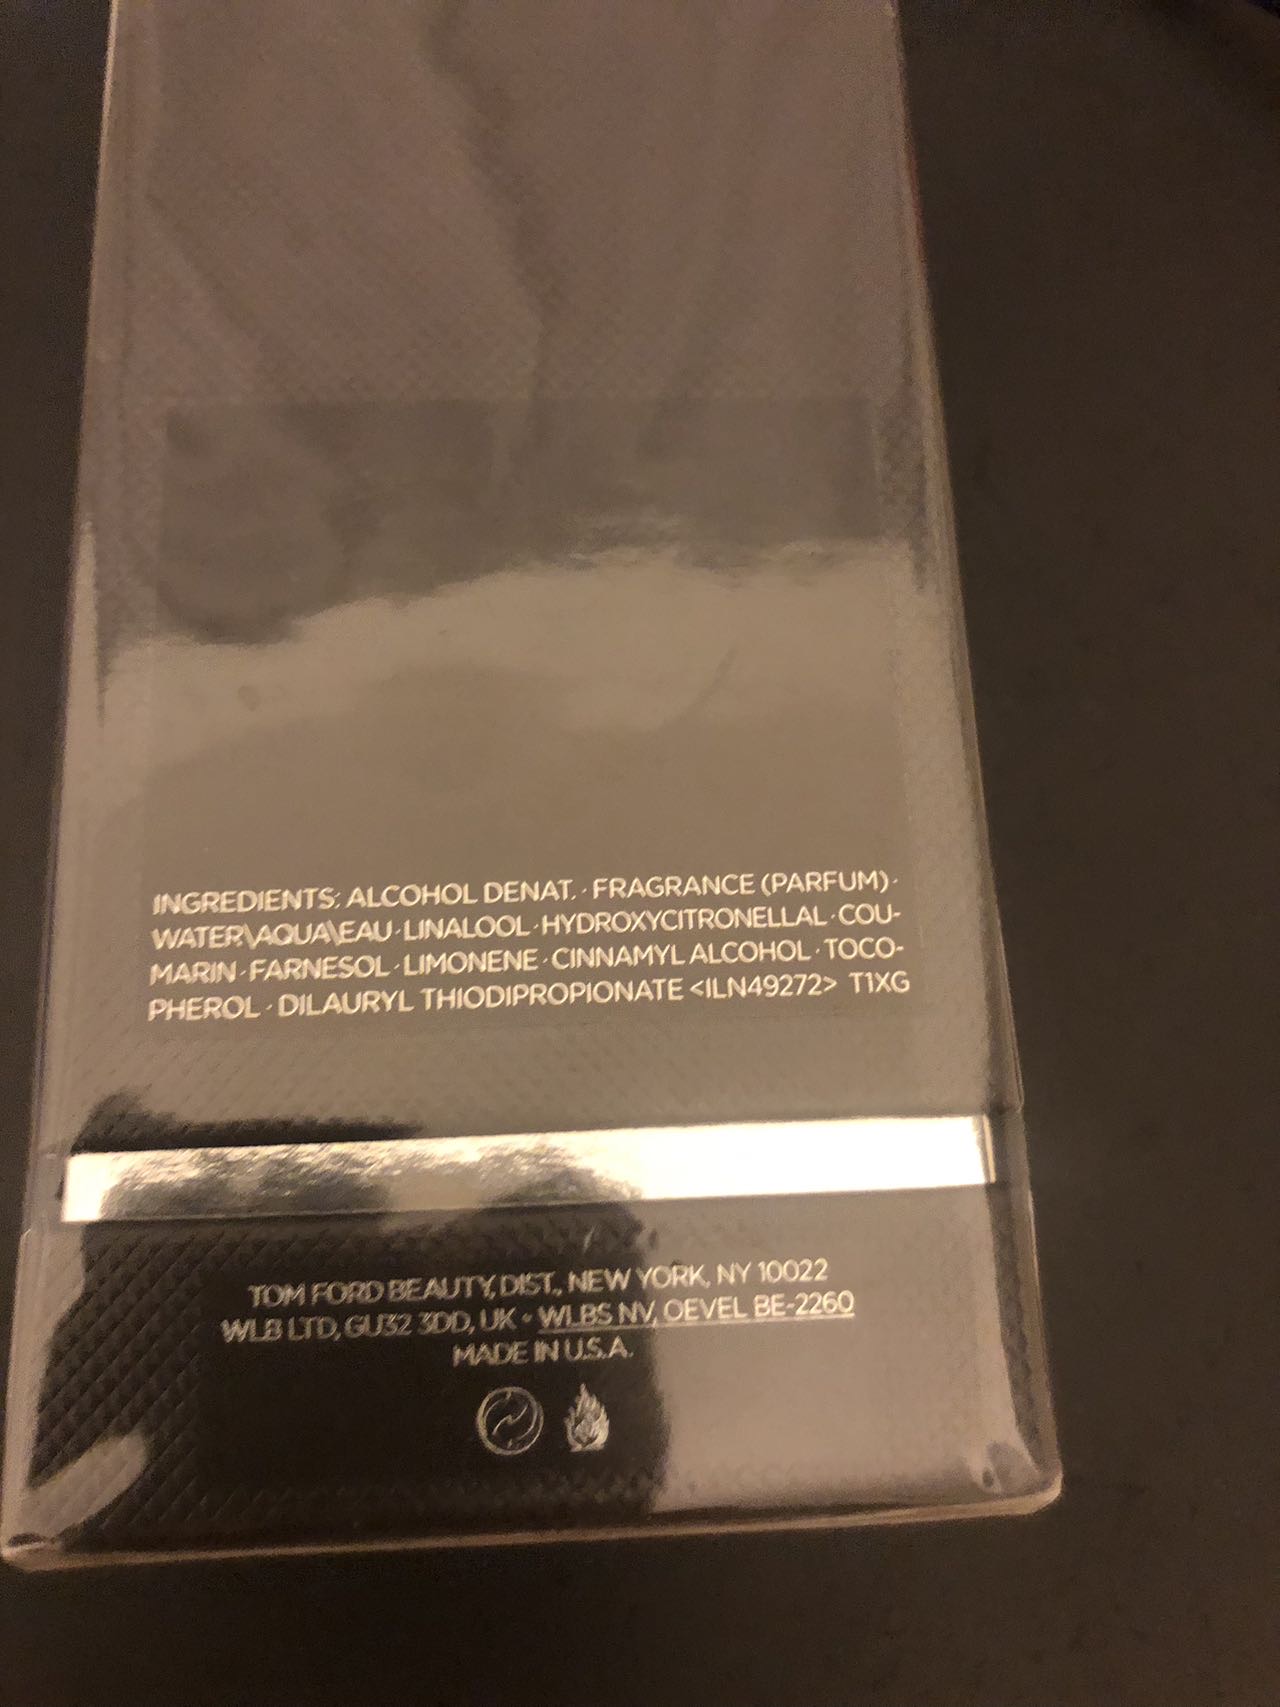 INGREDIENTS: ALCOHOL DENAT. · FRAGRANCE (PARFUM) ·
WATER\AQUA\EAU · LINALOOL · HYDROXYCITRONELLAL · COU-
MARIN · FARNESOL · LIMONENE · CINNAMYL ALCOHOL · TOCO-
PHEROL · DILAURYL THIODIPROPIONATE <ILN49272> T1XG
TOM FORD BEAUTY, DIST., NEW YORK, NY 10022
WLB LTD, GU32 3DD, UK • WLBS NV, OEVEL BE-2260
MADE IN U.S.A.